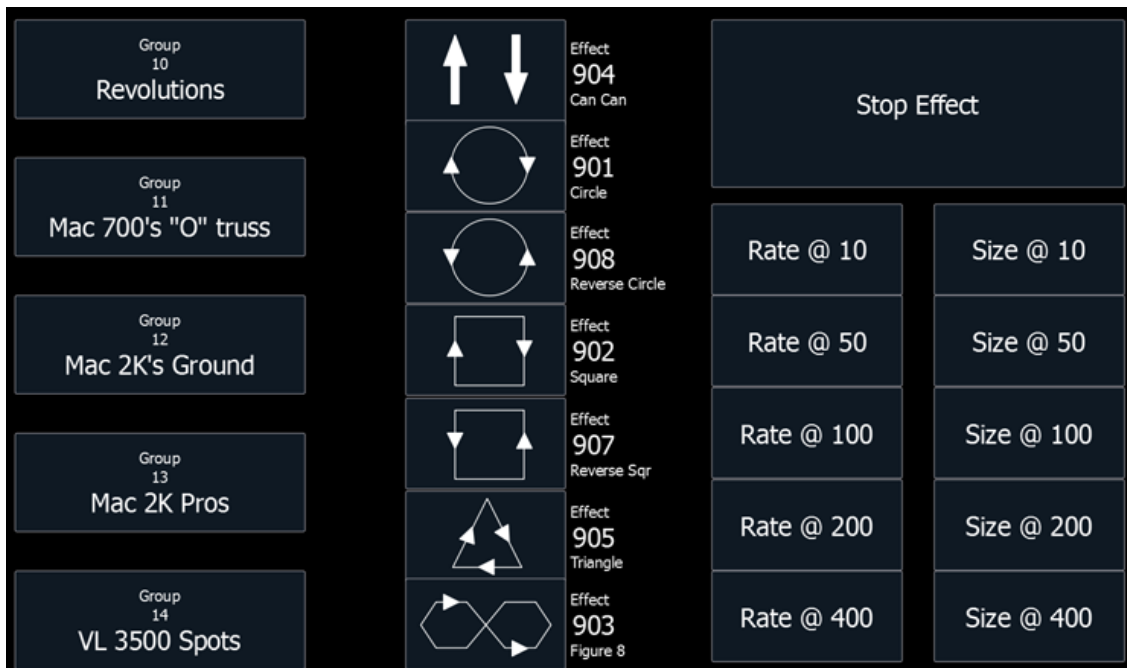 Group
10
Revolutions
Group
11
Mac 700's "O" truss
Group
12
Mac 2K's Ground
Group
13
Mac 2K Pros
Group
14
VL 3500 Spots
Effect
904
Can Can
Effect
901
Circle
Effect
908
Reverse Circle
Effect
902
Square
Effect
907
Reverse Sqr
Effect
905
Triangle
Effect
903
Figure 8
Stop Effect
Rate @ 10
Size @ 10
Rate @ 50
Size @ 50
Rate @ 100
Size @ 100
Rate @ 200
Size @ 200
Rate @ 400
Size @ 400